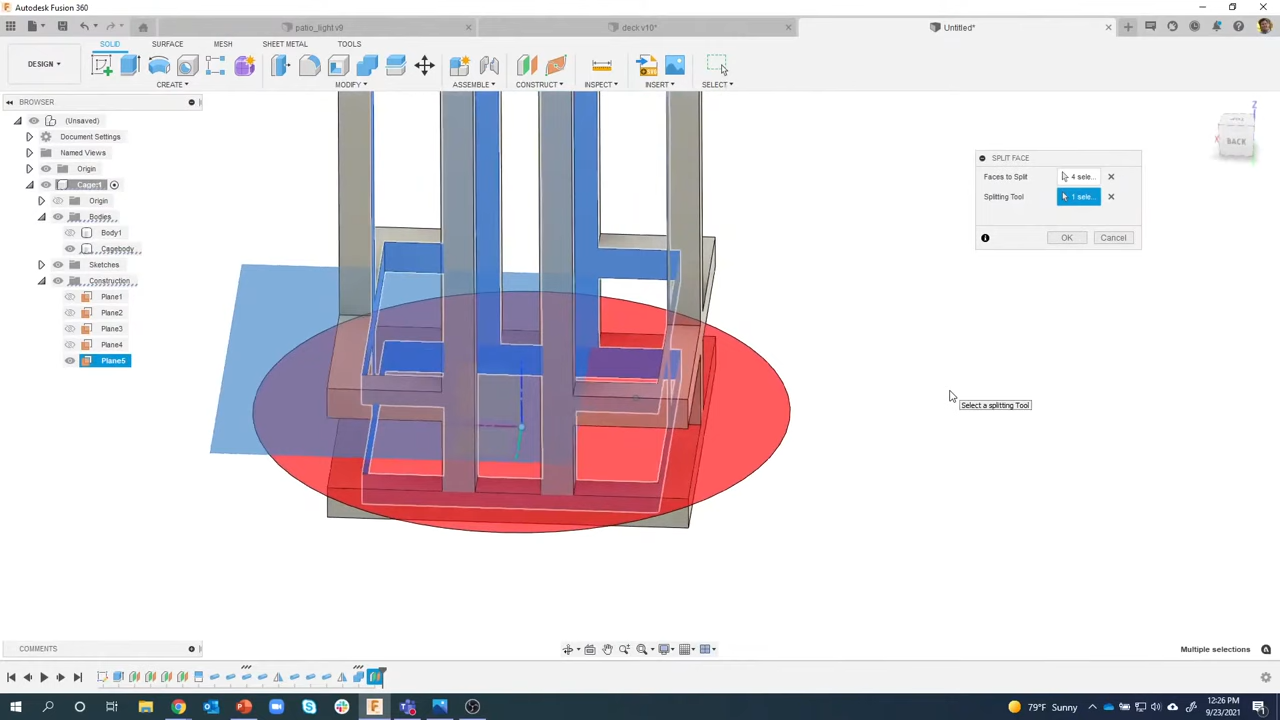 Autodesk Fusion 360
patio_light v9
deck v10*
Untitled*
SOLID SURFACE MESH SHEET METAL TOOLS
DESIGN
CREATE MODIFY ASSEMBLE CONSTRUCT INSPECT INSERT SELECT
BROWSER
(Unsaved)
Document Settings
Named Views
Origin
Cage:1
Origin
Bodies
Body1
Cagebody
Sketches
Construction
Plane1
Plane2
Plane3
Plane4
Plane5
SPLIT FACE
Faces to Split 4 sele...
Splitting Tool 1 sele...
OK Cancel
Select a splitting Tool
Z
X
BACK
COMMENTS
Multiple selections
79°F Sunny
12:26 PM
9/23/2021